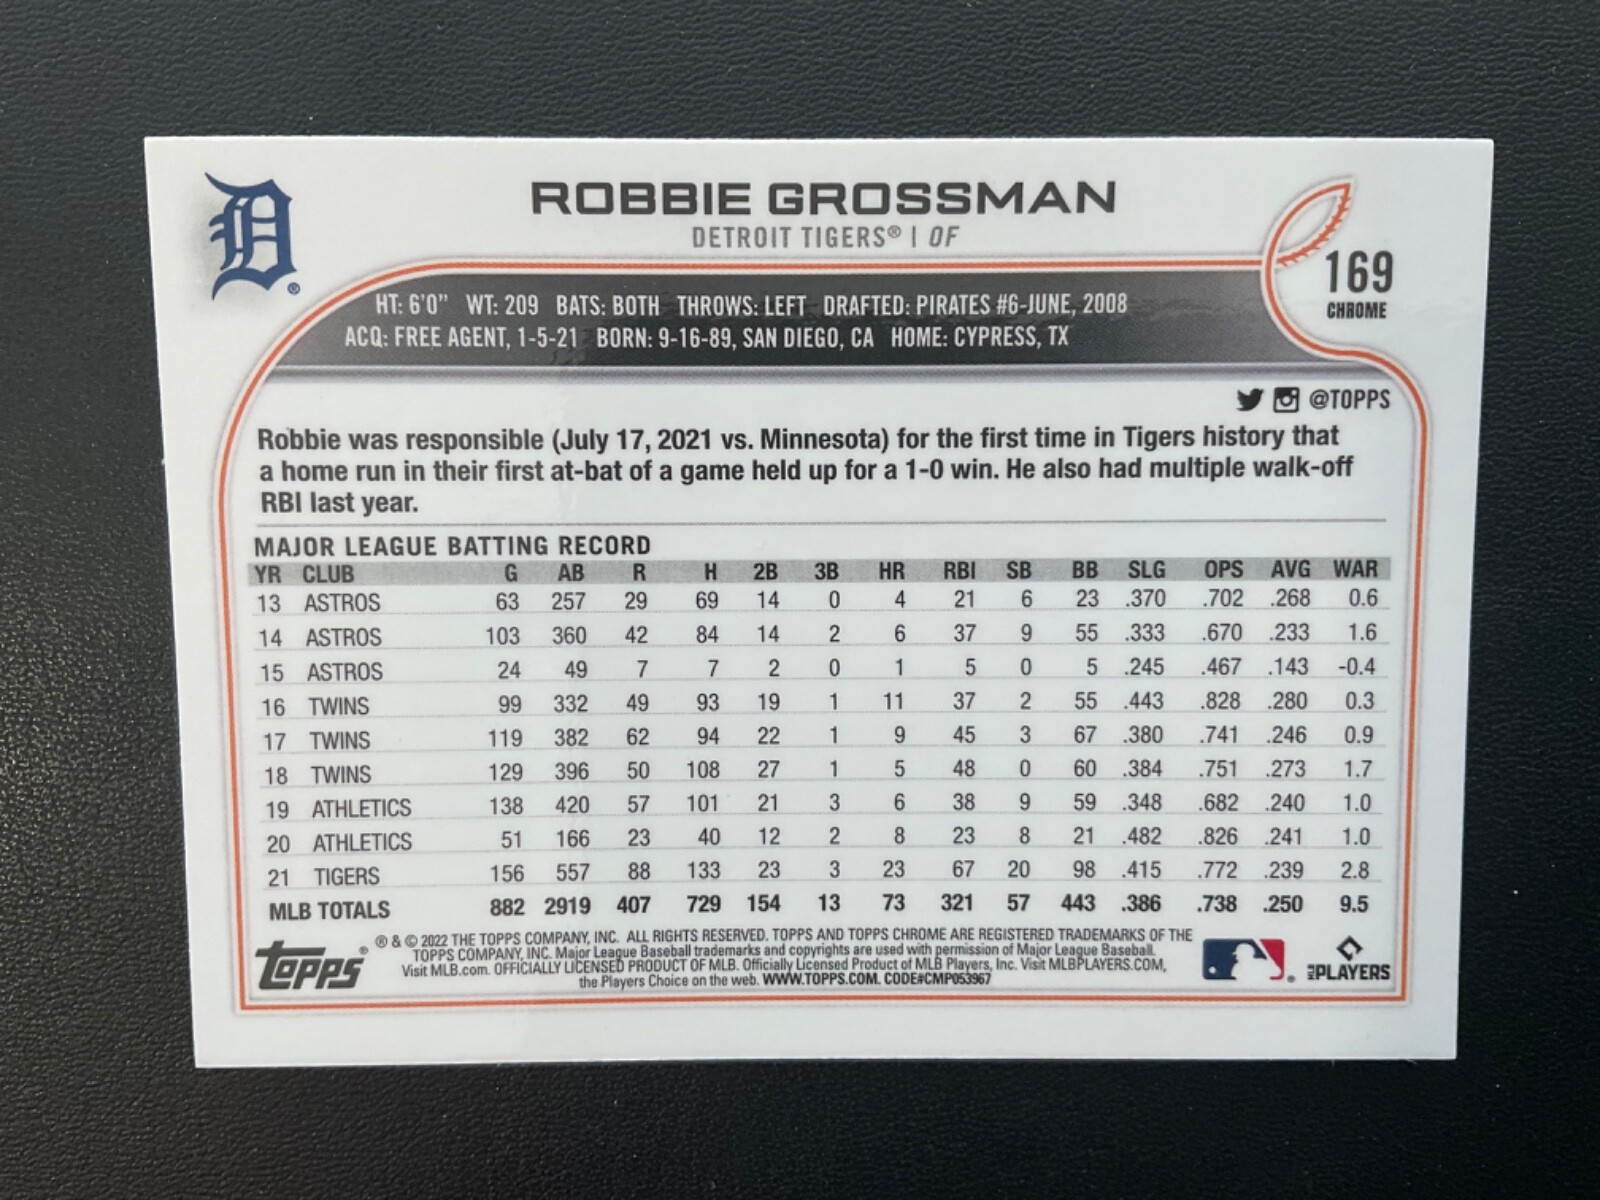 ROBBIE GROSSMAN
DETROIT TIGERS® | OF
169
CHROME
HT: 6'0" WT: 209 BATS: BOTH THROWS: LEFT DRAFTED: PIRATES #6-JUNE, 2008
ACQ: FREE AGENT, 1-5-21 BORN: 9-16-89, SAN DIEGO, CA HOME: CYPRESS, TX
@TOPPS
Robbie was responsible (July 17, 2021 vs. Minnesota) for the first time in Tigers history that
a home run in their first at-bat of a game held up for a 1-0 win. He also had multiple walk-off
RBI last year.
MAJOR LEAGUE BATTING RECORD
YR CLUB G AB R H 2B 3B HR RBI SB BB SLG OPS AVG WAR
13 ASTROS 63 257 29 69 14 0 4 21 6 23 .370 .702 .268 0.6
14 ASTROS 103 360 42 84 14 2 6 37 9 55 .333 .670 .233 1.6
15 ASTROS 24 49 7 7 2 0 1 5 0 5 .245 .467 .143 -0.4
16 TWINS 99 332 49 93 19 1 11 37 2 55 .443 .828 .280 0.3
17 TWINS 119 382 62 94 22 1 9 45 3 67 .380 .741 .246 0.9
18 TWINS 129 396 50 108 27 1 5 48 0 60 .384 .751 .273 1.7
19 ATHLETICS 138 420 57 101 21 3 6 38 9 59 .348 .682 .240 1.0
20 ATHLETICS 51 166 23 40 12 2 8 23 8 21 .482 .826 .241 1.0
21 TIGERS 156 557 88 133 23 3 23 67 20 98 .415 .772 .239 2.8
MLB TOTALS 882 2919 407 729 154 13 73 321 57 443 .386 .738 .250 9.5
Topps®
® & © 2022 THE TOPPS COMPANY, INC. ALL RIGHTS RESERVED. TOPPS AND TOPPS CHROME ARE REGISTERED TRADEMARKS OF THE
TOPPS COMPANY, INC. Major League Baseball trademarks and copyrights are used with permission of Major League Baseball.
Visit MLB.com. OFFICIALLY LICENSED PRODUCT OF MLB. Officially Licensed Product of MLB Players, Inc. Visit MLBPLAYERS.COM,
the Players Choice on the web. WWW.TOPPS.COM. CODE#CMP053967
MLB PLAYERS